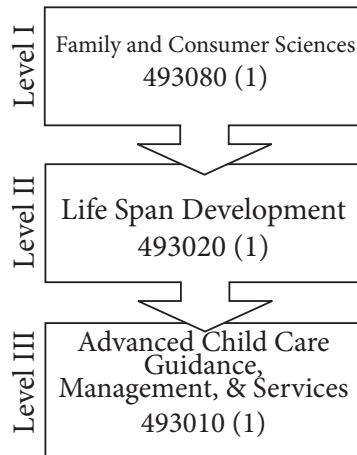 Level I
Family and Consumer Sciences
493080 (1)
Level II
Life Span Development
493020 (1)
Level III
Advanced Child Care
Guidance,
Management, & Services
493010 (1)